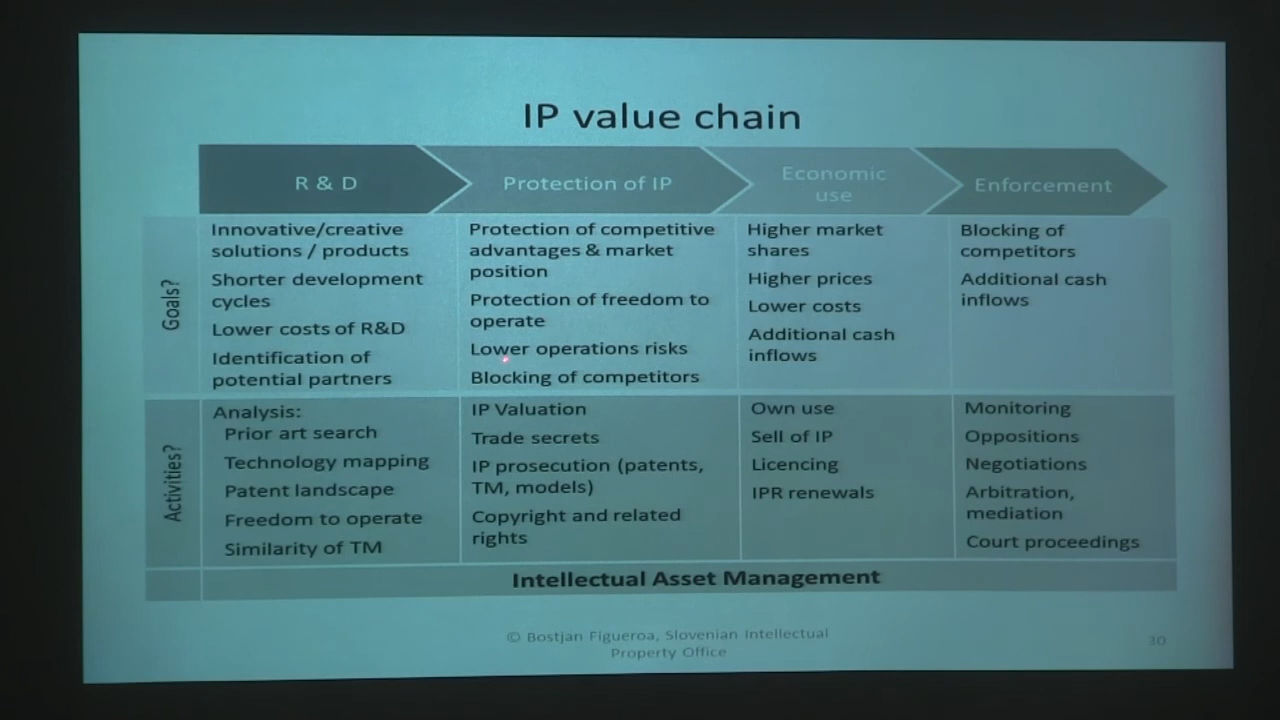 IP value chain
R & D
Protection of IP
Economic
use
Enforcement
Goals?
Innovative/creative
solutions / products
Shorter development
cycles
Lower costs of R&D
Identification of
potential partners
Protection of competitive
advantages & market
position
Protection of freedom to
operate
Lower operations risks
Blocking of competitors
Higher market
shares
Higher prices
Lower costs
Additional cash
inflows
Blocking of
competitors
Additional cash
inflows
Activities?
Analysis:
Prior art search
Technology mapping
Patent landscape
Freedom to operate
Similarity of TM
IP Valuation
Trade secrets
IP prosecution (patents,
TM, models)
Copyright and related
rights
Own use
Sell of IP
Licencing
IPR renewals
Monitoring
Oppositions
Negotiations
Arbitration,
mediation
Court proceedings
Intellectual Asset Management
© Bostjan Figueroa, Slovenian Intellectual
Property Office
30